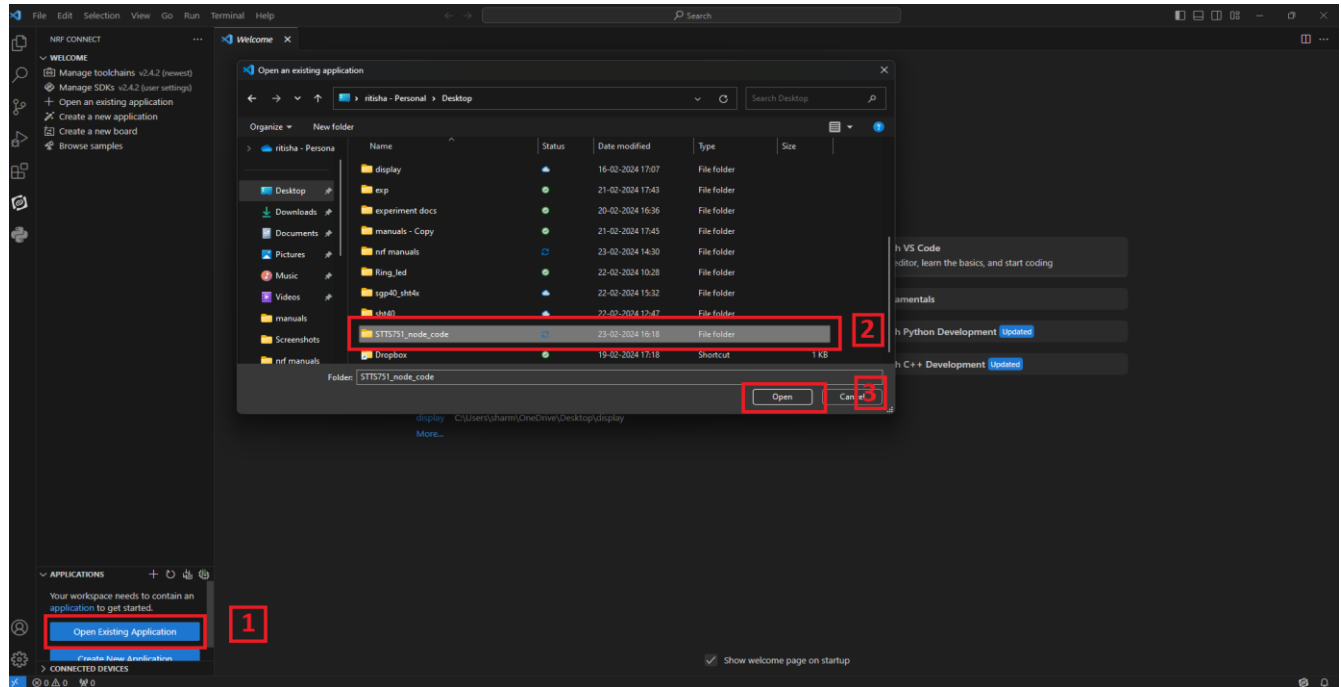 File Edit Selection View Go Run Terminal Help
Search
NRF CONNECT ...
WELCOME
Manage toolchains v2.4.2 (newest)
Manage SDKs v2.4.2 (user settings)
Open an existing application
Create a new application
Create a new board
Browse samples
Welcome
Open an existing application
ritisha - Personal > Desktop
Search Desktop
Organize New folder
ritisha - Persona
Desktop
Downloads
Documents
Pictures
Music
Videos
manuals
Screenshots
nrf manuals
Name Status Date modified Type Size
display 16-02-2024 17:07 File folder
exp 21-02-2024 17:43 File folder
experiment docs 20-02-2024 16:36 File folder
manuals - Copy 21-02-2024 17:45 File folder
nrf manuals 23-02-2024 14:30 File folder
Ring_led 22-02-2024 10:28 File folder
sgp40_sht4x 22-02-2024 15:32 File folder
sht40 22-02-2024 12:47 File folder
STTS751_node_code 23-02-2024 16:18 File folder
2
Dropbox 19-02-2024 17:18 Shortcut 1 KB
Folder: STTS751_node_code
Open
3
h VS Code
editor, learn the basics, and start coding
amentals
h Python Development Updated
h C++ Development Updated
display C:\Users\sharm\OneDrive\Desktop\display
More...
APPLICATIONS
Your workspace needs to contain an
application to get started.
Open Existing Application
1
Create New Application
CONNECTED DEVICES
Show welcome page on startup
0 0 0